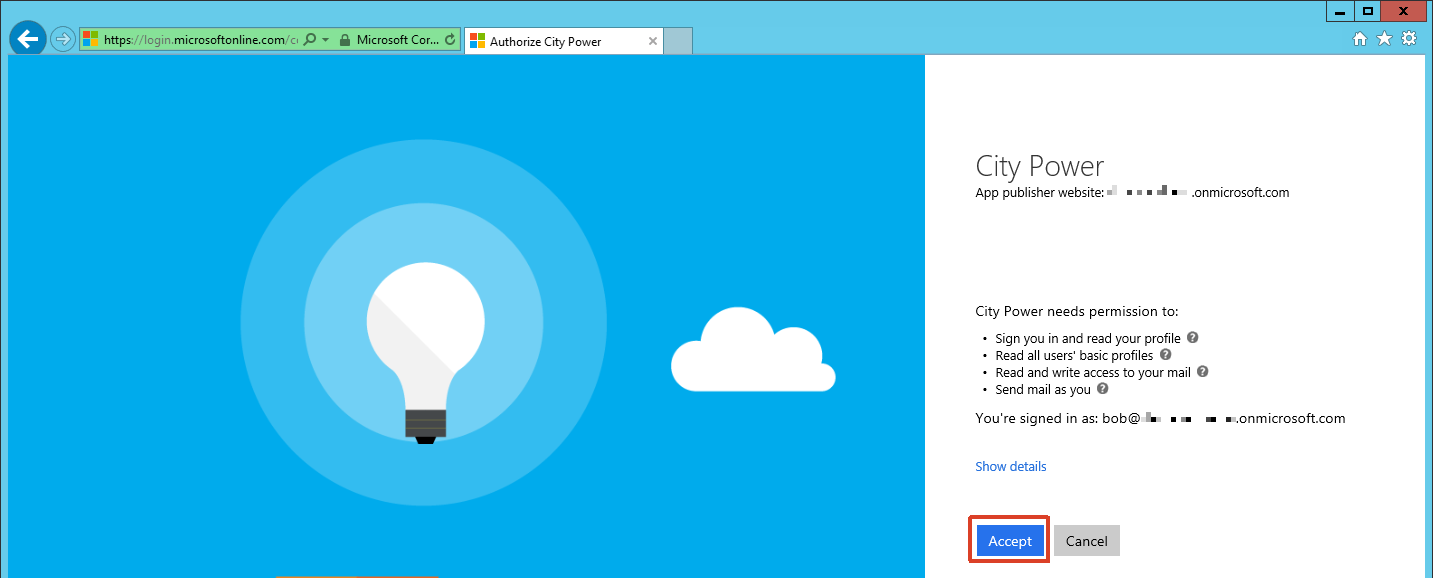 https://login.microsoftonline.com/c
Microsoft Cor...
Authorize City Power
City Power
App publisher website: .onmicrosoft.com
City Power needs permission to:
• Sign you in and read your profile
• Read all users' basic profiles
• Read and write access to your mail
• Send mail as you
You're signed in as: bob@ .onmicrosoft.com
Show details
Accept Cancel